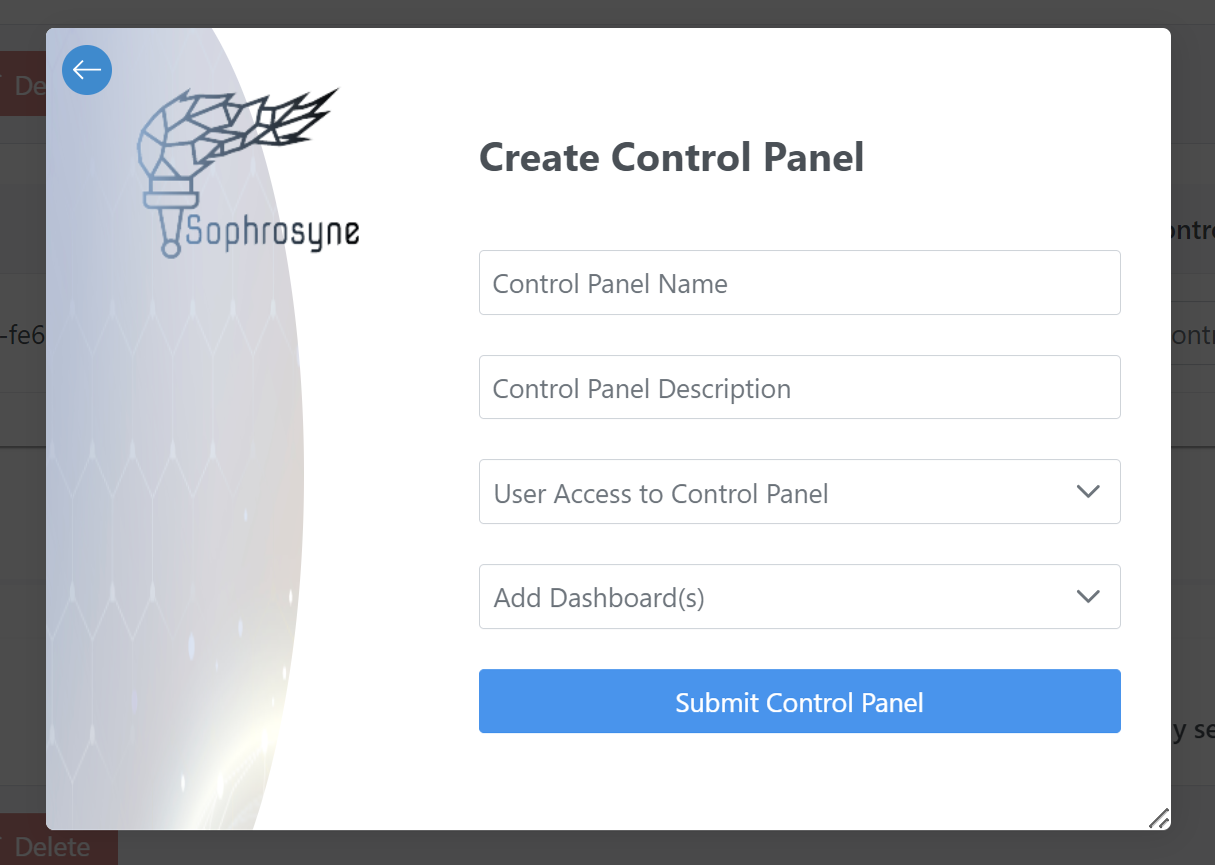 De
Sophrosyne
Create Control Panel
Control Panel Name
Control Panel Description
User Access to Control Panel
Add Dashboard(s)
Submit Control Panel
-fe6
ontr
ontr
y se
Delete